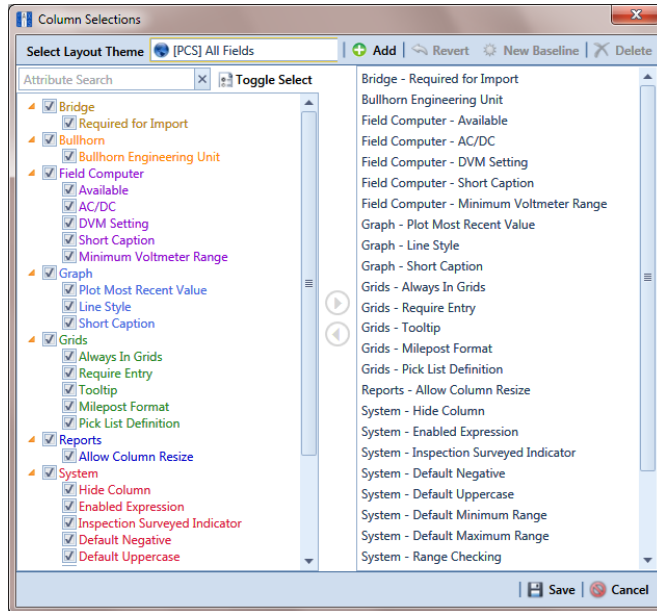 Column Selections
Select Layout Theme [PCS] All Fields Add Revert New Baseline Delete
Attribute Search Toggle Select
Bridge
Required for Import
Bullhorn
Bullhorn Engineering Unit
Field Computer
Available
AC/DC
DVM Setting
Short Caption
Minimum Voltmeter Range
Graph
Plot Most Recent Value
Line Style
Short Caption
Grids
Always In Grids
Require Entry
Tooltip
Milepost Format
Pick List Definition
Reports
Allow Column Resize
System
Hide Column
Enabled Expression
Inspection Surveyed Indicator
Default Negative
Default Uppercase
Bridge - Required for Import
Bullhorn Engineering Unit
Field Computer - Available
Field Computer - AC/DC
Field Computer - DVM Setting
Field Computer - Short Caption
Field Computer - Minimum Voltmeter Range
Graph - Plot Most Recent Value
Graph - Line Style
Graph - Short Caption
Grids - Always In Grids
Grids - Require Entry
Grids - Tooltip
Grids - Milepost Format
Grids - Pick List Definition
Reports - Allow Column Resize
System - Hide Column
System - Enabled Expression
System - Inspection Surveyed Indicator
System - Default Negative
System - Default Uppercase
System - Default Minimum Range
System - Default Maximum Range
System - Range Checking
Save Cancel